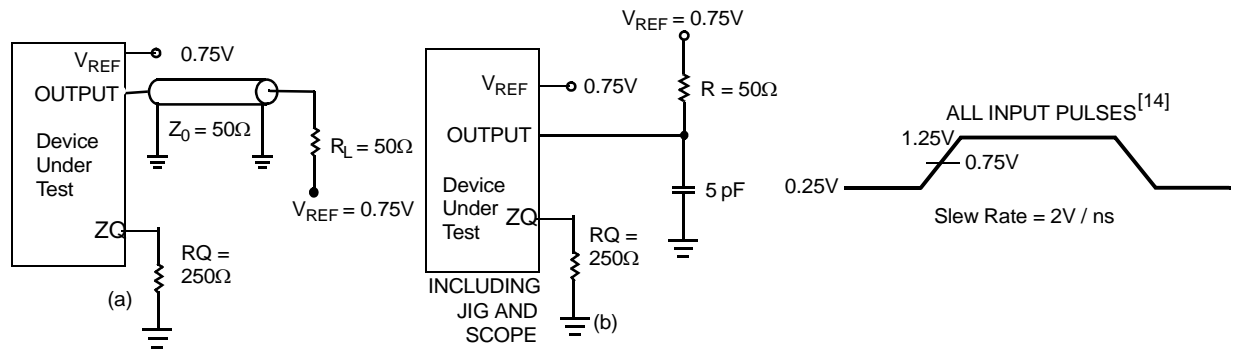 V_REF
0.75V
OUTPUT
Z_0 = 50Ω
Device
Under
Test
R_L = 50Ω
V_REF = 0.75V
ZQ
RQ =
250Ω
(a)
V_REF = 0.75V
R = 50Ω
V_REF
0.75V
OUTPUT
Device
Under
Test
5 pF
ZQ
RQ =
250Ω
INCLUDING
JIG AND
SCOPE
(b)
ALL INPUT PULSES[14]
1.25V
0.75V
0.25V
Slew Rate = 2V / ns